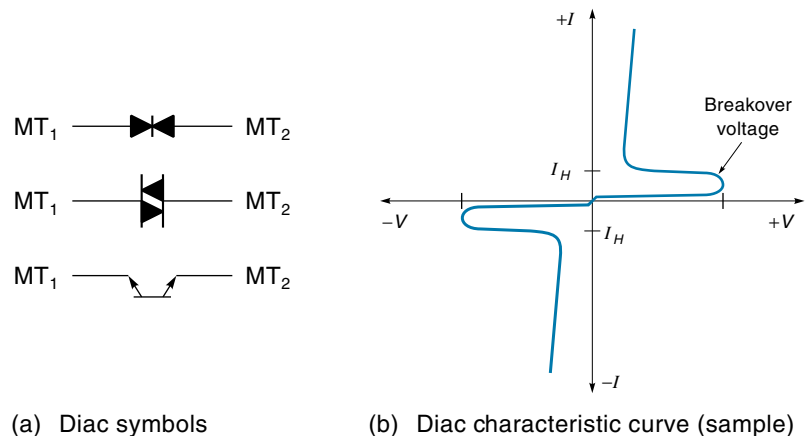 MT1 MT2
MT1 MT2
MT1 MT2
(a) Diac symbols
+I
Breakover
voltage
IH
−V +V
IH
−I
(b) Diac characteristic curve (sample)